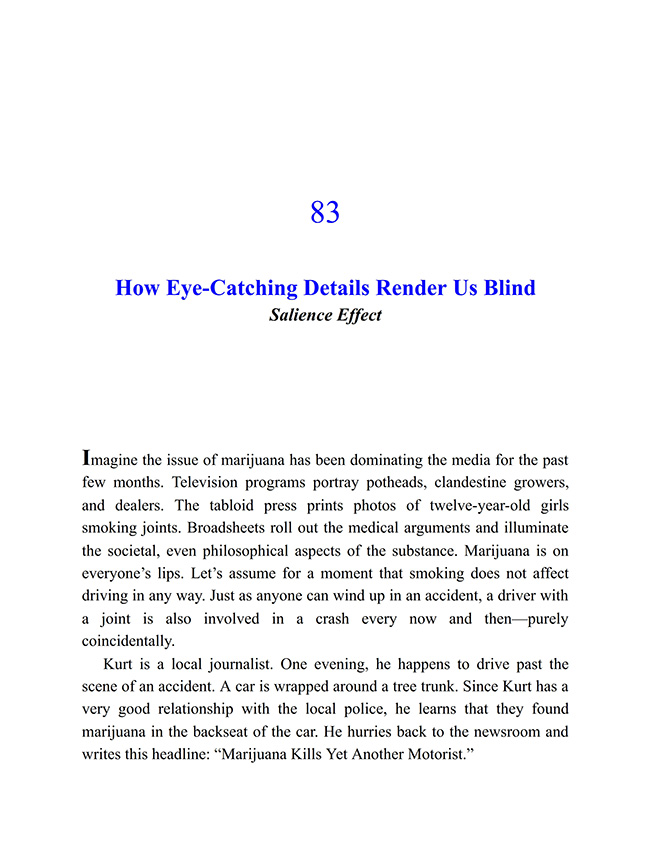 83
How Eye-Catching Details Render Us Blind
Salience Effect
Imagine the issue of marijuana has been dominating the media for the past
few months. Television programs portray potheads, clandestine growers,
and dealers. The tabloid press prints photos of twelve-year-old girls
smoking joints. Broadsheets roll out the medical arguments and illuminate
the societal, even philosophical aspects of the substance. Marijuana is on
everyone’s lips. Let’s assume for a moment that smoking does not affect
driving in any way. Just as anyone can wind up in an accident, a driver with
a joint is also involved in a crash every now and then—purely
coincidentally.
Kurt is a local journalist. One evening, he happens to drive past the
scene of an accident. A car is wrapped around a tree trunk. Since Kurt has a
very good relationship with the local police, he learns that they found
marijuana in the backseat of the car. He hurries back to the newsroom and
writes this headline: “Marijuana Kills Yet Another Motorist.”